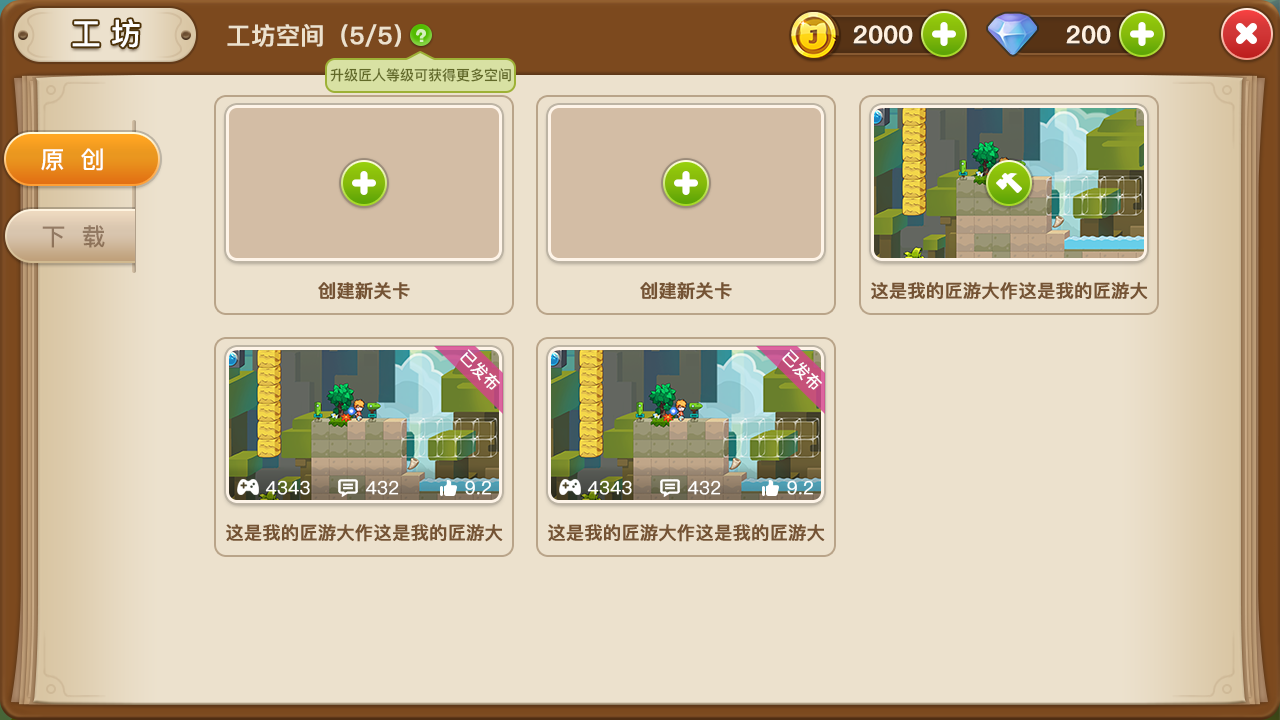 工坊
工坊空间 (5/5) ?
2000
200
升级匠人等级可获得更多空间
原创
下载
创建新关卡
创建新关卡
这是我的匠游大作这是我的匠游大
已发布
4343 432 9.2
这是我的匠游大作这是我的匠游大
已发布
4343 432 9.2
这是我的匠游大作这是我的匠游大